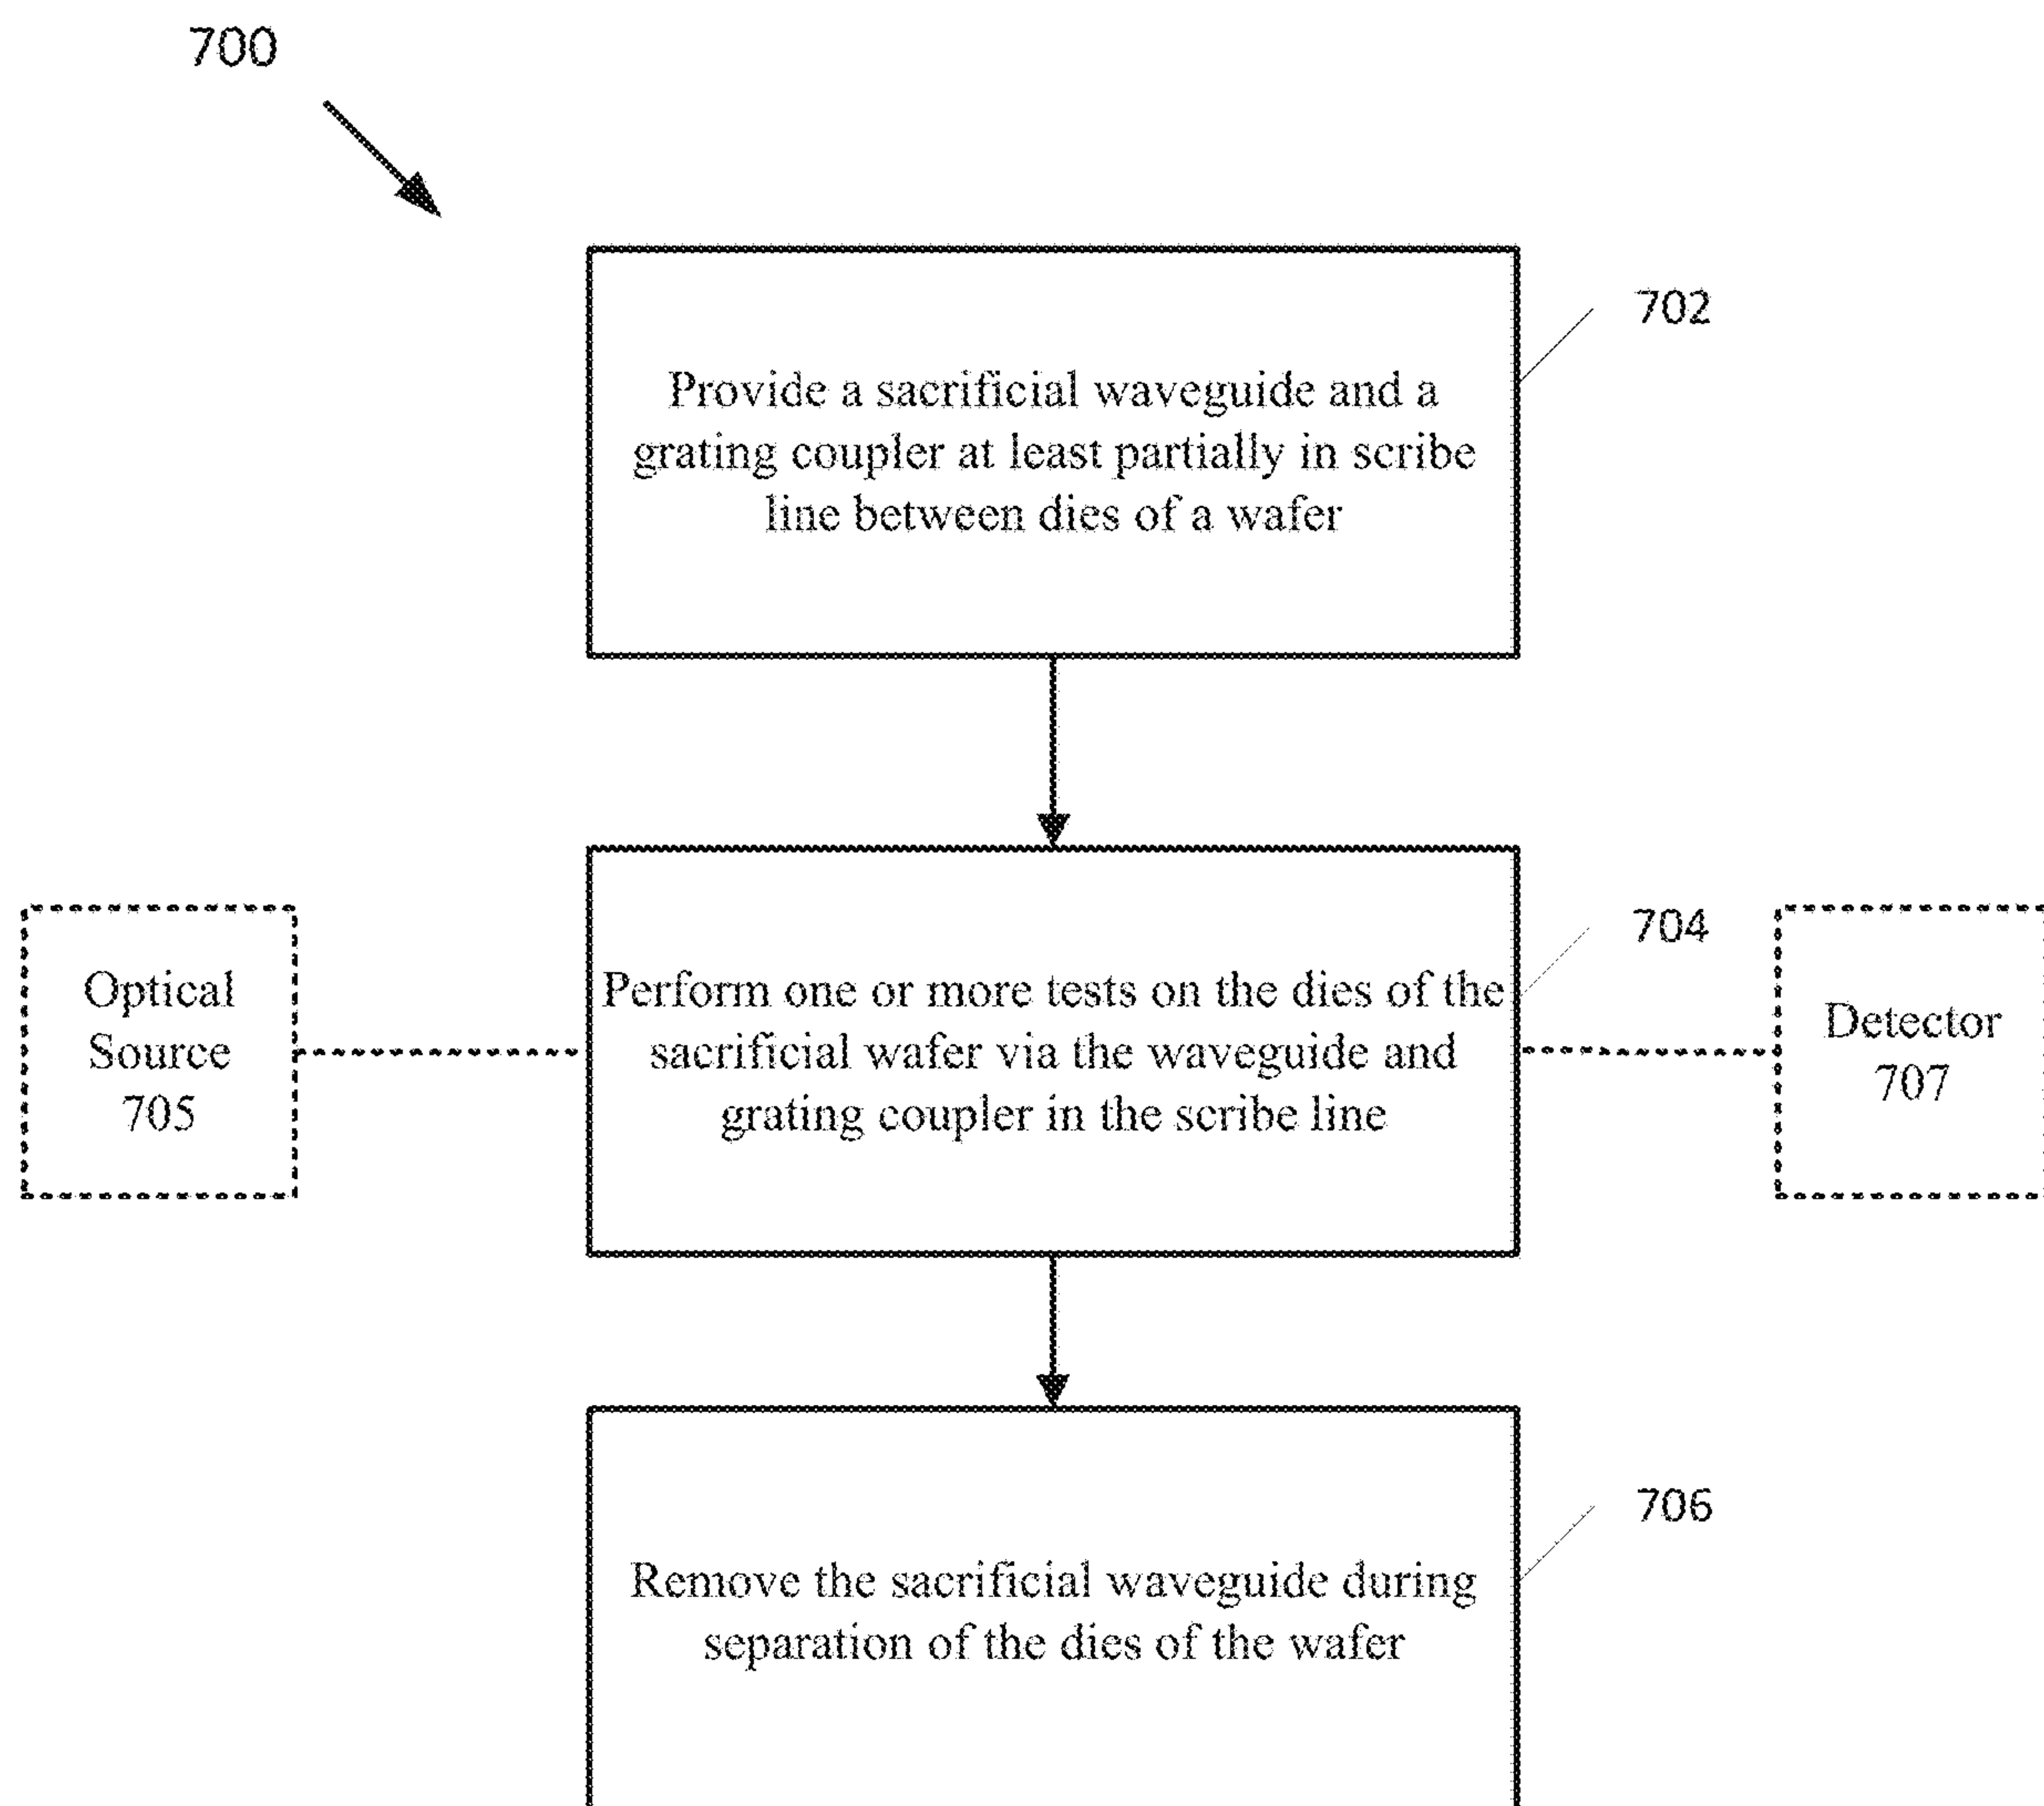 700
702
Provide a sacrificial waveguide and a
grating coupler at least partially in scribe
line between dies of a wafer
704
Optical
Source
705
Perform one or more tests on the dies of the
sacrificial wafer via the waveguide and
grating coupler in the scribe line
Detector
707
706
Remove the sacrificial waveguide during
separation of the dies of the wafer